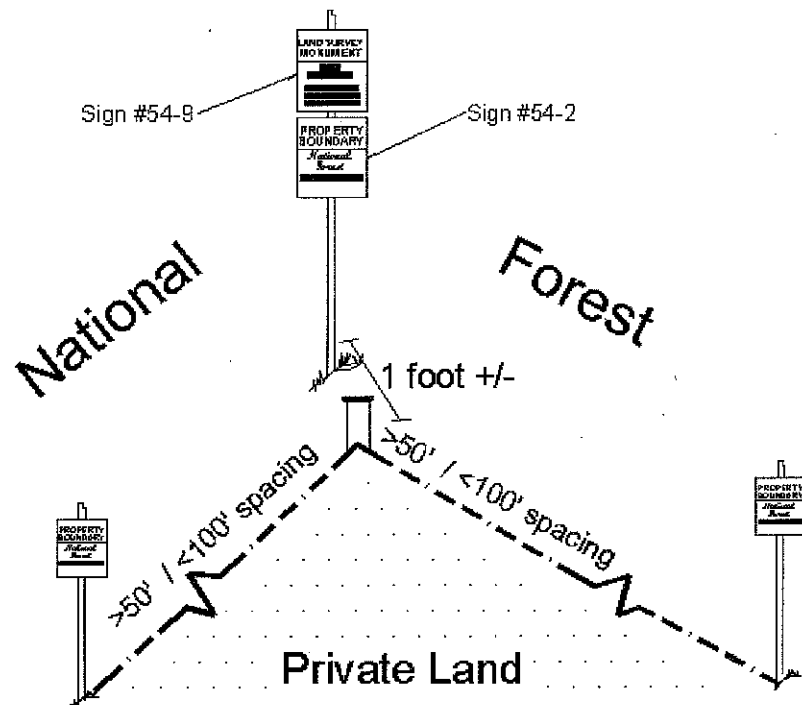 LAND SURVEY
MONUMENT
Sign #54-9
Sign #54-2
PROPERTY
BOUNDARY
National
Forest
National
Forest
1 foot +/-
>50' / <100' spacing
>50' / <100' spacing
PROPERTY
BOUNDARY
National
Forest
PROPERTY
BOUNDARY
National
Forest
Private Land